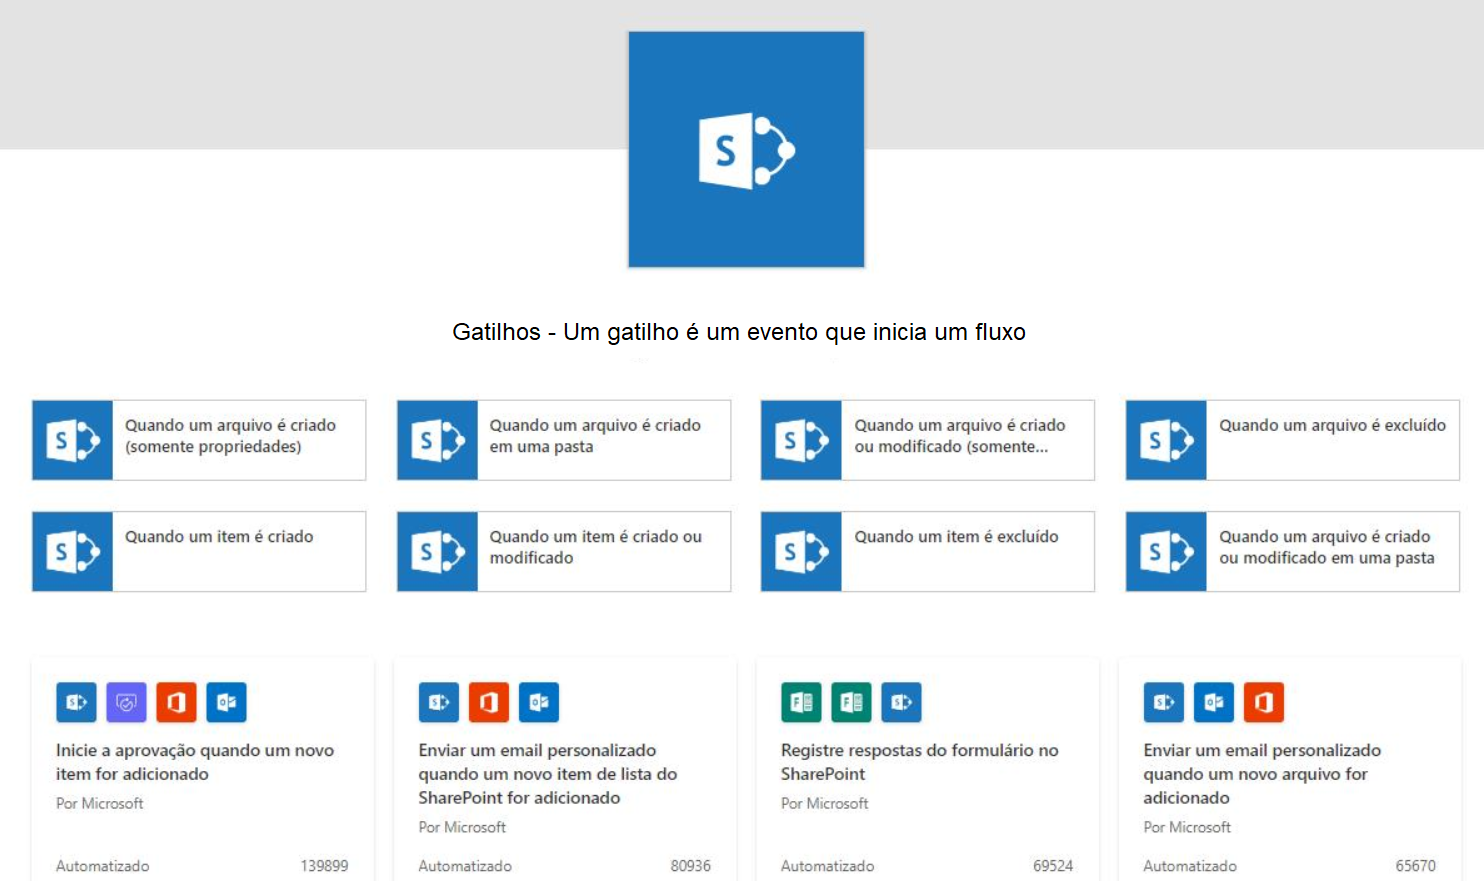 S
Gatilhos - Um gatilho é um evento que inicia um fluxo
S
Quando um arquivo é criado
(somente propriedades)
S
Quando um arquivo é criado
em uma pasta
S
Quando um arquivo é criado
ou modificado (somente...
S
Quando um arquivo é excluído
S
Quando um item é criado
S
Quando um item é criado ou
modificado
S
Quando um item é excluído
S
Quando um arquivo é criado
ou modificado em uma pasta
S
Inicie a aprovação quando um novo
item for adicionado
Por Microsoft
Automatizado 139899
S
Enviar um email personalizado
quando um novo item de lista do
SharePoint for adicionado
Por Microsoft
Automatizado 80936
F F S
Registre respostas do formulário no
SharePoint
Por Microsoft
Automatizado 69524
S
Enviar um email personalizado
quando um novo arquivo for
adicionado
Por Microsoft
Automatizado 65670